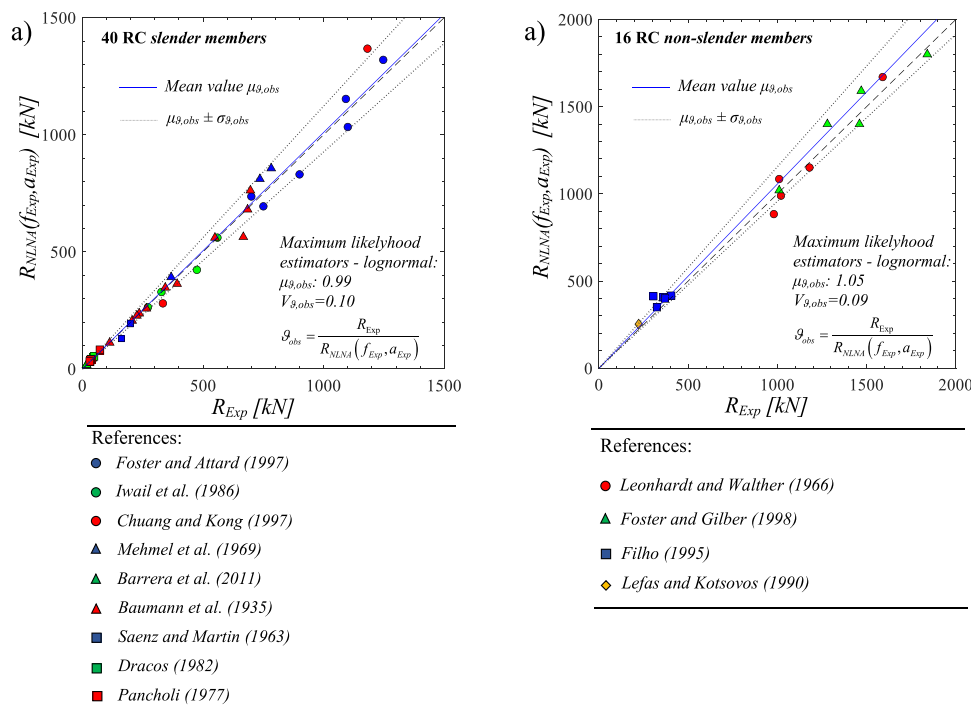 a)
40 RC slender members
Mean value μϑ,obs
μϑ,obs ± σϑ,obs
Maximum likelyhood
estimators - lognormal:
μϑ,obs: 0.99
Vϑ,obs=0.10
ϑobs = RExp / RNLNA(fExp,aExp)
RNLNA(fExp,aExp) [kN]
1500
1000
500
0
0 500 1000 1500
RExp [kN]
References:
Foster and Attard (1997)
Iwail et al. (1986)
Chuang and Kong (1997)
Mehmel et al. (1969)
Barrera et al. (2011)
Baumann et al. (1935)
Saenz and Martin (1963)
Dracos (1982)
Pancholi (1977)
a)
16 RC non-slender members
Mean value μϑ,obs
μϑ,obs ± σϑ,obs
Maximum likelyhood
estimators - lognormal:
μϑ,obs: 1.05
Vϑ,obs=0.09
ϑobs = RExp / RNLNA(fExp,aExp)
RNLNA(fExp,aExp) [kN]
2000
1500
1000
500
0
0 500 1000 1500 2000
RExp [kN]
References:
Leonhardt and Walther (1966)
Foster and Gilber (1998)
Filho (1995)
Lefas and Kotsovos (1990)